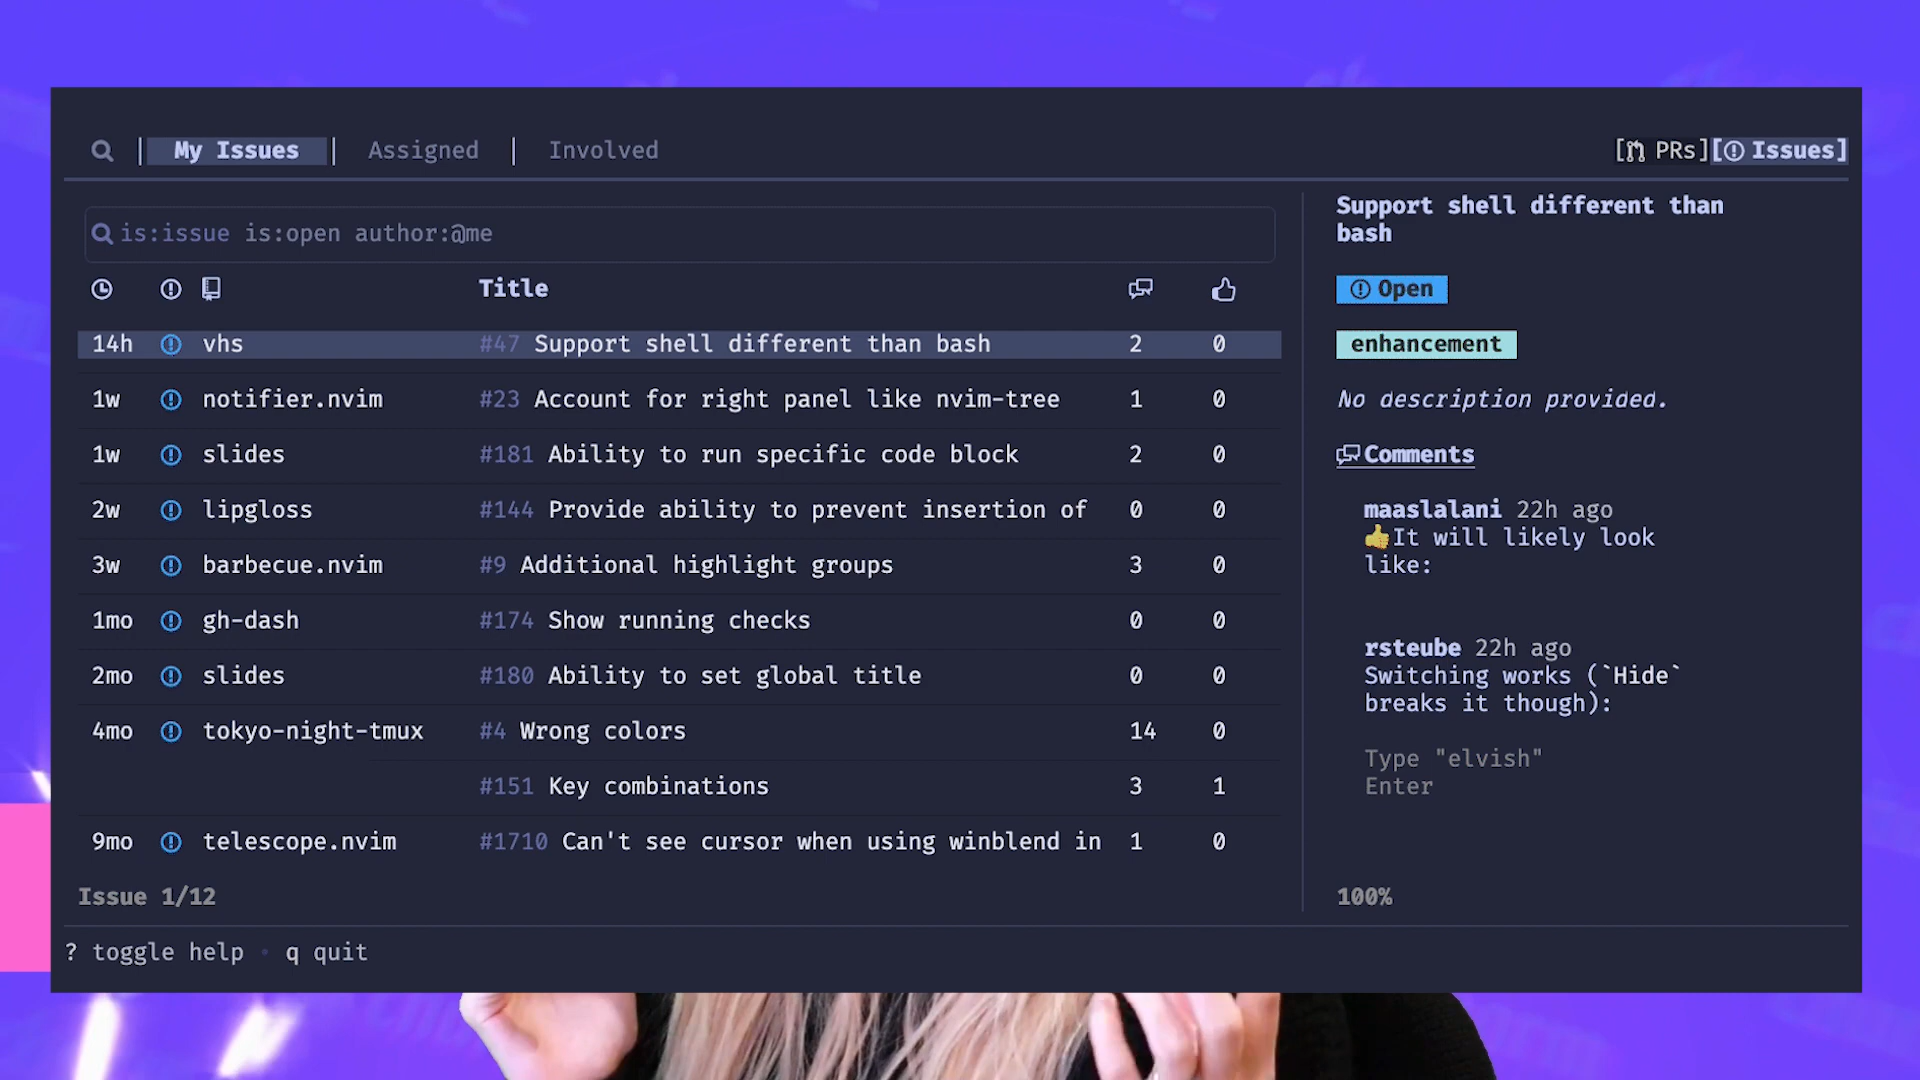 My Issues | Assigned | Involved
[PRs][Issues]
is:issue is:open author:@me
Title
14h vhs #47 Support shell different than bash 2 0
1w notifier.nvim #23 Account for right panel like nvim-tree 1 0
1w slides #181 Ability to run specific code block 2 0
2w lipgloss #144 Provide ability to prevent insertion of 0 0
3w barbecue.nvim #9 Additional highlight groups 3 0
1mo gh-dash #174 Show running checks 0 0
2mo slides #180 Ability to set global title 0 0
4mo tokyo-night-tmux #4 Wrong colors 14 0
#151 Key combinations 3 1
9mo telescope.nvim #1710 Can't see cursor when using winblend in 1 0
Issue 1/12
Support shell different than
bash
Open
enhancement
No description provided.
Comments
maaslalani 22h ago
👍It will likely look
like:
rsteube 22h ago
Switching works (`Hide`
breaks it though):
Type "elvish"
Enter
100%
? toggle help · q quit